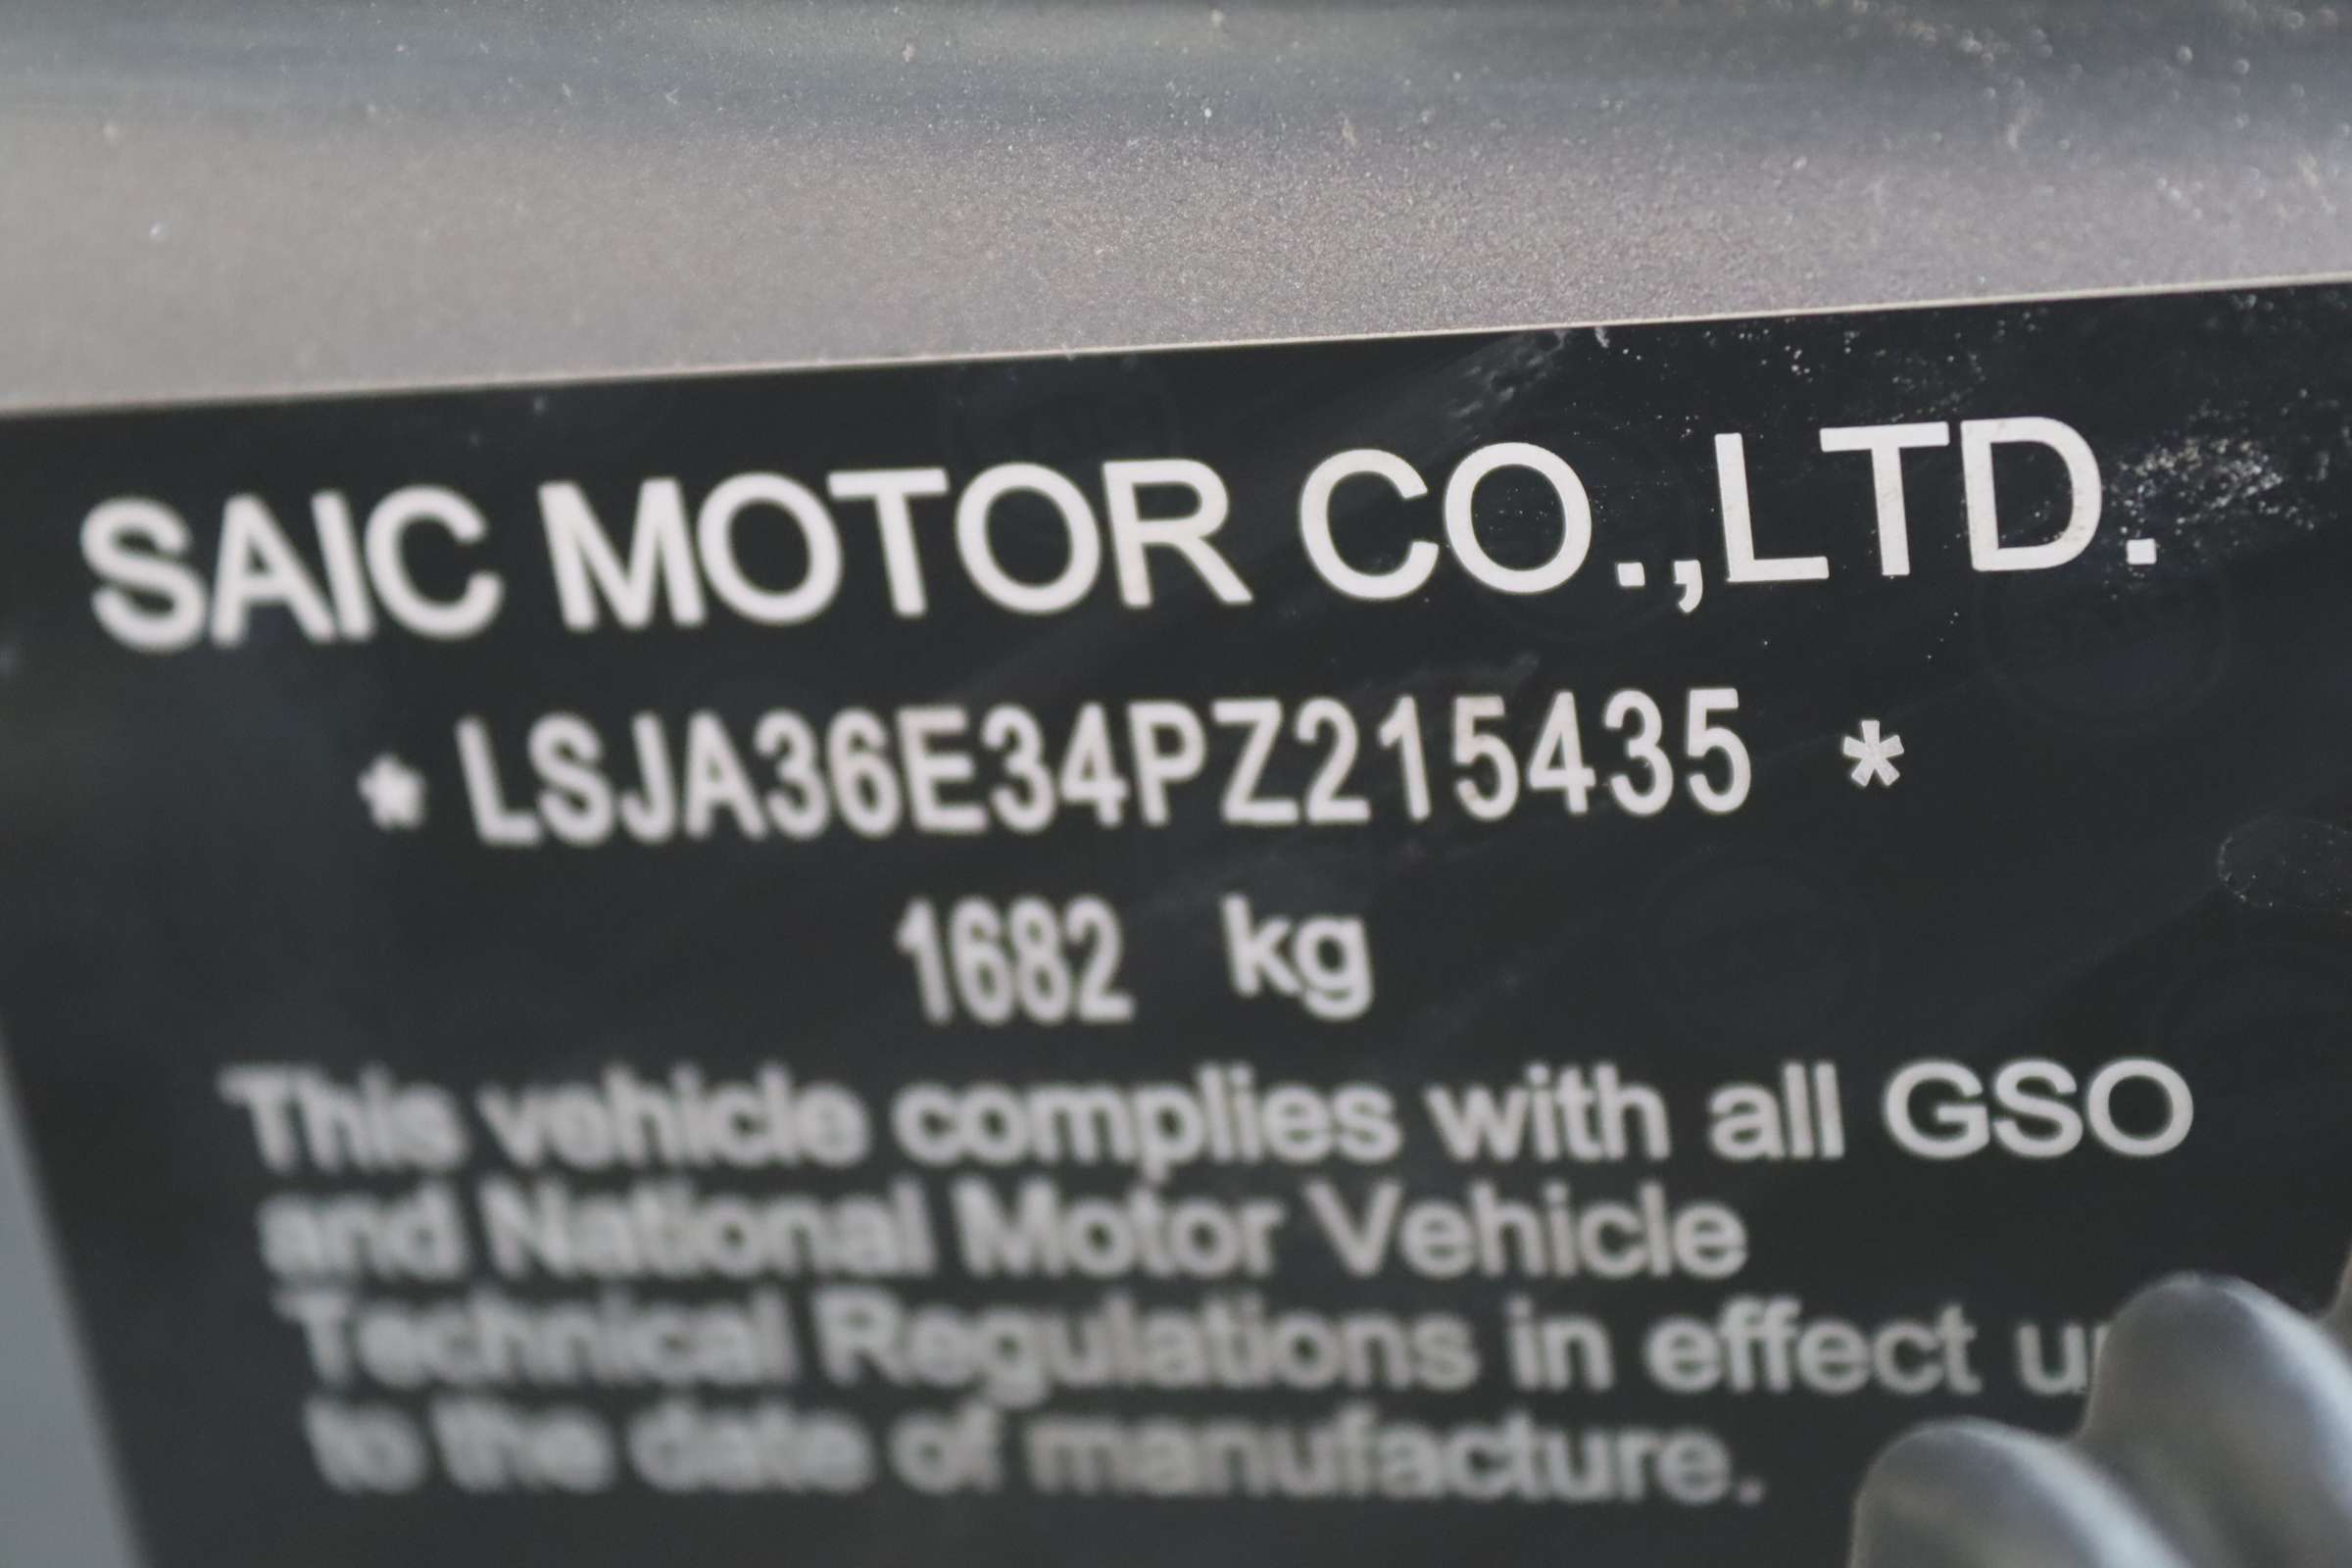 SAIC MOTOR CO.,LTD.
* LSJA36E34PZ215435 *
1682 kg
This vehicle complies with all GSO
and National Motor Vehicle
Technical Regulations in effect
to the date of manufacture.